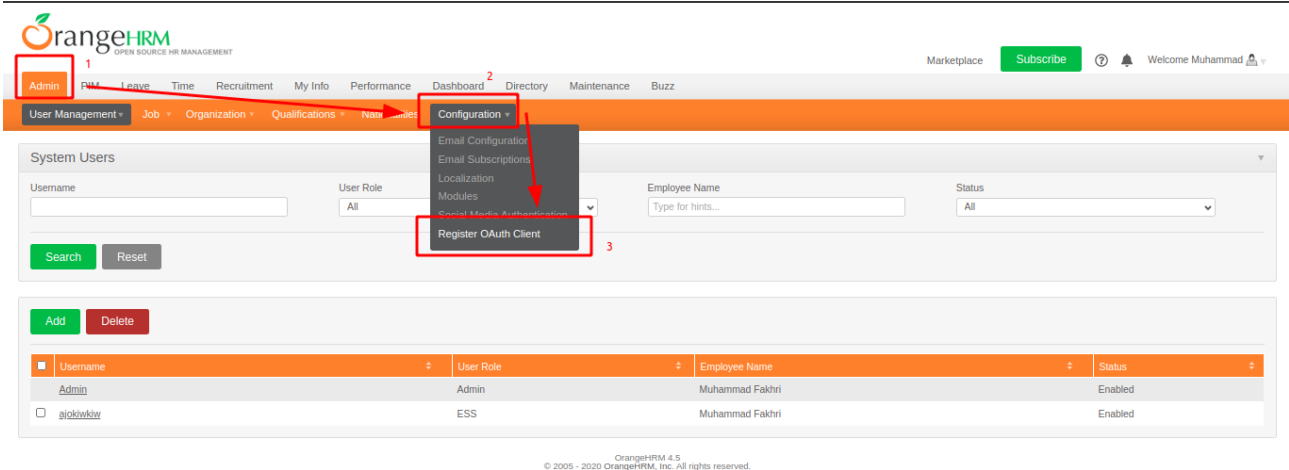 OrangeHRM
OPEN SOURCE HR MANAGEMENT
Marketplace Subscribe Welcome Muhammad
1
2
Admin PIM Leave Time Recruitment My Info Performance Dashboard Directory Maintenance Buzz
User Management Job Organization Qualifications Nationalities Configuration
Email Configuration
Email Subscriptions
Localization
Modules
Social Media Authentication
Register OAuth Client
3
System Users
Username User Role Employee Name Status
All Type for hints... All
Search Reset
Add Delete
Username User Role Employee Name Status
Admin Admin Muhammad Fakhri Enabled
ajokiwkiw ESS Muhammad Fakhri Enabled
OrangeHRM 4.5
© 2005 - 2020 OrangeHRM, Inc. All rights reserved.